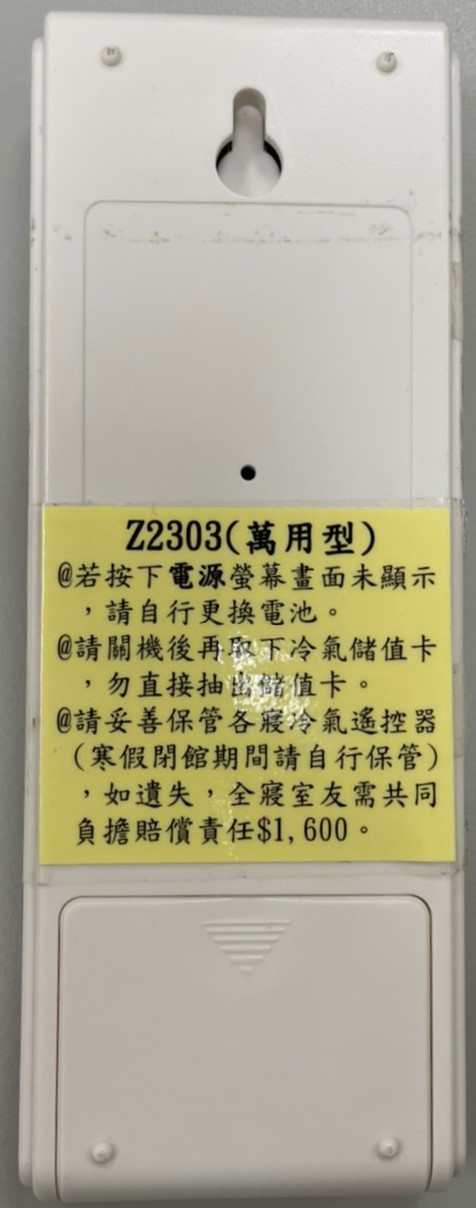 Z2303(萬用型)
@若按下電源螢幕畫面未顯示
，請自行更換電池。
@請關機後再取下冷氣儲值卡
，勿直接抽出儲值卡。
@請妥善保管各寢冷氣遙控器
（寒假閉館期間請自行保管）
，如遺失，全寢室友需共同
負擔賠償責任$1,600。